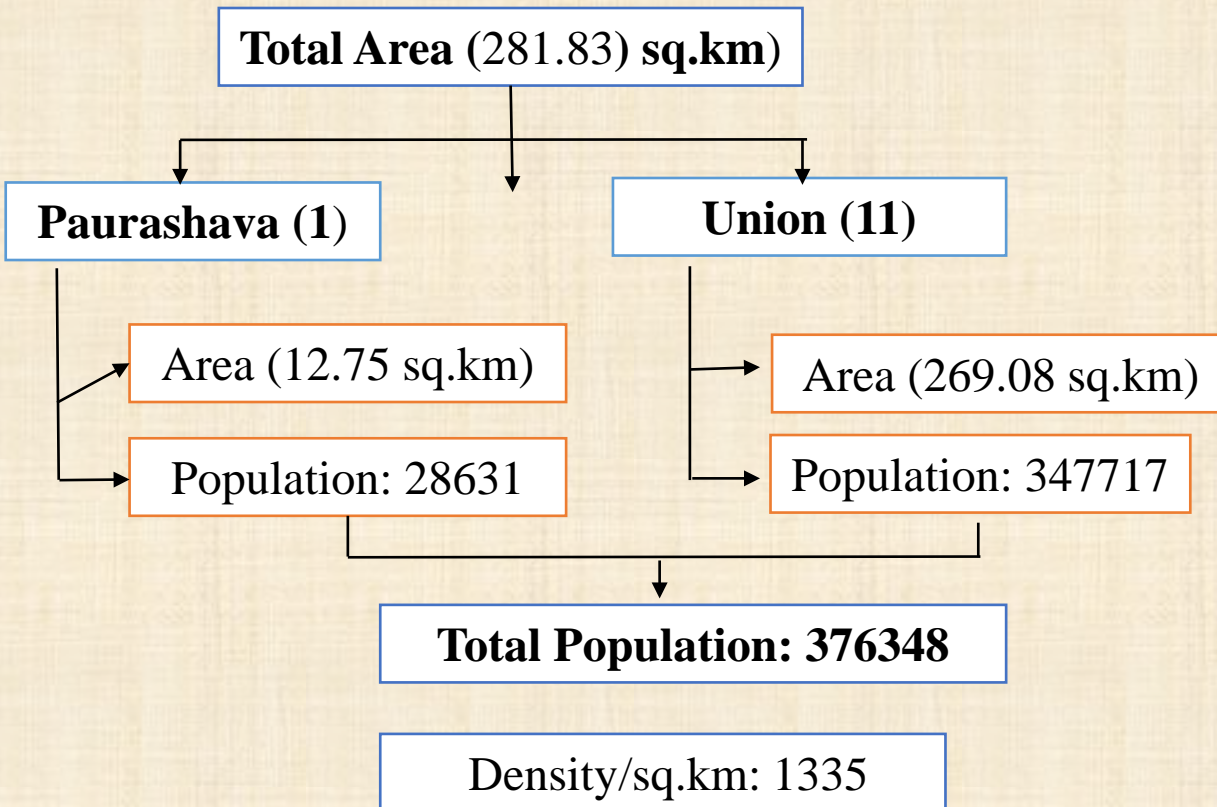 Total Area (281.83) sq.km)
Paurashava (1)
Union (11)
Area (12.75 sq.km)
Area (269.08 sq.km)
Population: 28631
Population: 347717
Total Population: 376348
Density/sq.km: 1335